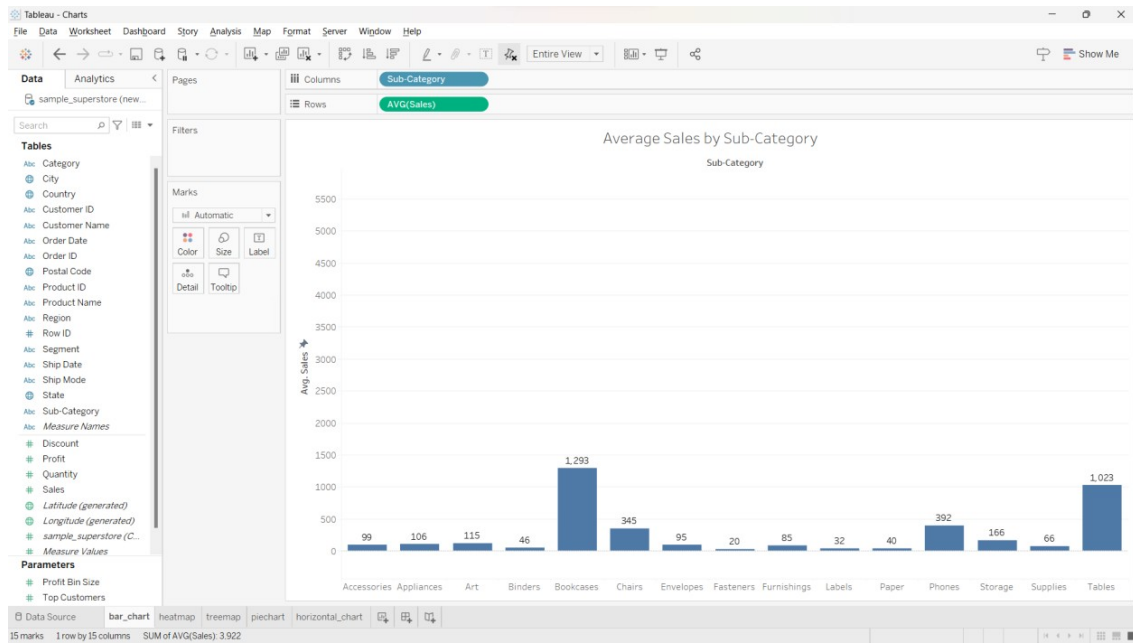 Tableau - Charts
File Data Worksheet Dashboard Story Analysis Map Format Server Window Help
Entire View
Show Me
Data Analytics
sample_superstore (new...
Search
Tables
Abc Category
City
Country
Abc Customer ID
Abc Customer Name
Abc Order Date
Abc Order ID
Postal Code
Abc Product ID
Abc Product Name
Abc Region
# Row ID
Abc Segment
Abc Ship Date
Abc Ship Mode
State
Abc Sub-Category
Abc Measure Names
# Discount
# Profit
# Quantity
# Sales
Latitude (generated)
Longitude (generated)
# sample_superstore (C...
# Measure Values
Parameters
# Profit Bin Size
# Top Customers
Pages
Filters
Marks
Automatic
Color Size Label
Detail Tooltip
Columns Sub-Category
Rows AVG(Sales)
Average Sales by Sub-Category
Sub-Category
Avg. Sales
5500
5000
4500
4000
3500
3000
2500
2000
1500
1000
500
0
99 106 115 46 1,293 345 95 20 85 32 40 392 166 66 1,023
Accessories Appliances Art Binders Bookcases Chairs Envelopes Fasteners Furnishings Labels Paper Phones Storage Supplies Tables
Data Source bar_chart heatmap treemap piechart horizontal_chart
15 marks 1 row by 15 columns SUM of AVG(Sales): 3,922